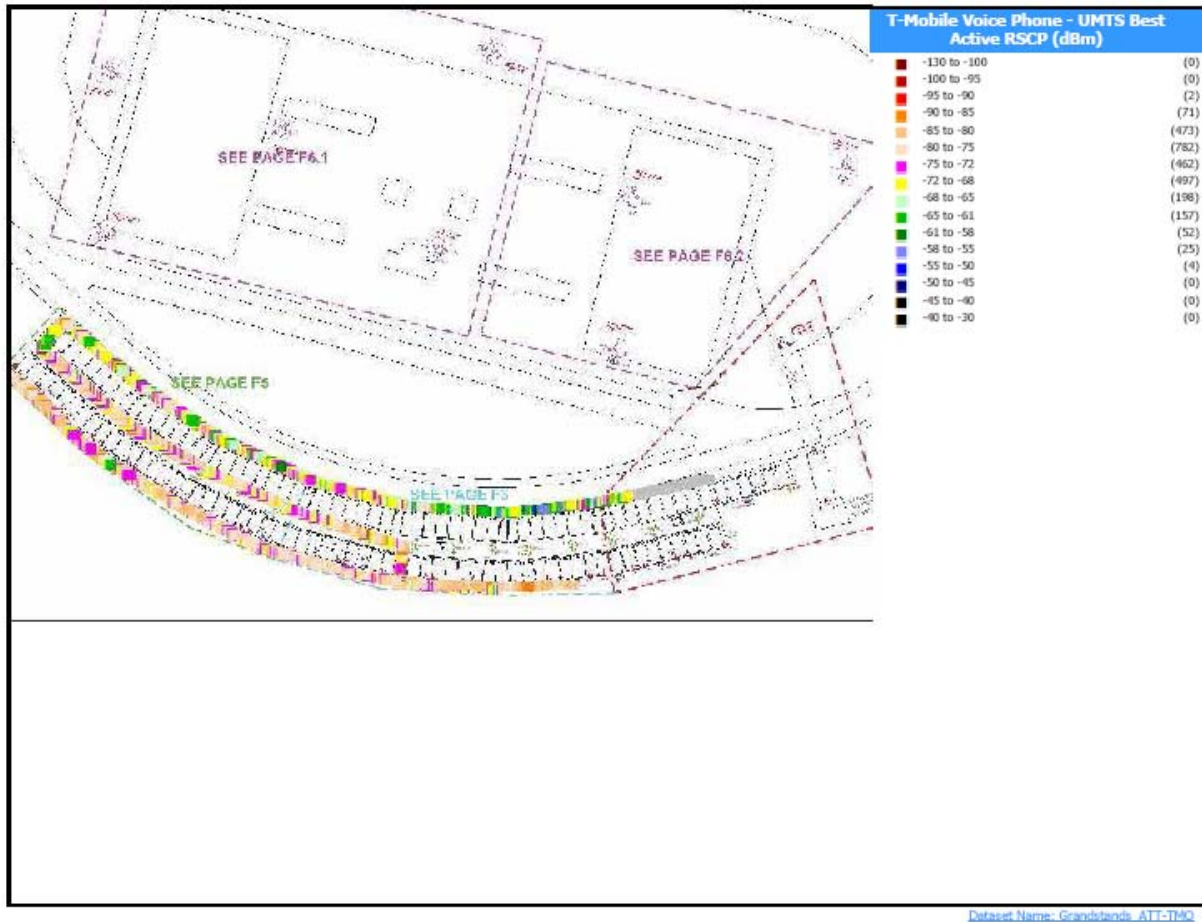 T-Mobile Voice Phone - UMTS Best
Active RSCP (dBm)
-130 to -100 (0)
-100 to -95 (0)
-95 to -90 (2)
-90 to -85 (71)
-85 to -80 (473)
-80 to -75 (782)
-75 to -72 (462)
-72 to -68 (497)
-68 to -65 (198)
-65 to -61 (157)
-61 to -58 (52)
-58 to -55 (25)
-55 to -50 (4)
-50 to -45 (0)
-45 to -40 (0)
-40 to -30 (0)
SEE PAGE F6.1
SEE PAGE F6.2
SEE PAGE F5
SEE PAGE F3
Dataset Name: Grandstands_ATT-TMO